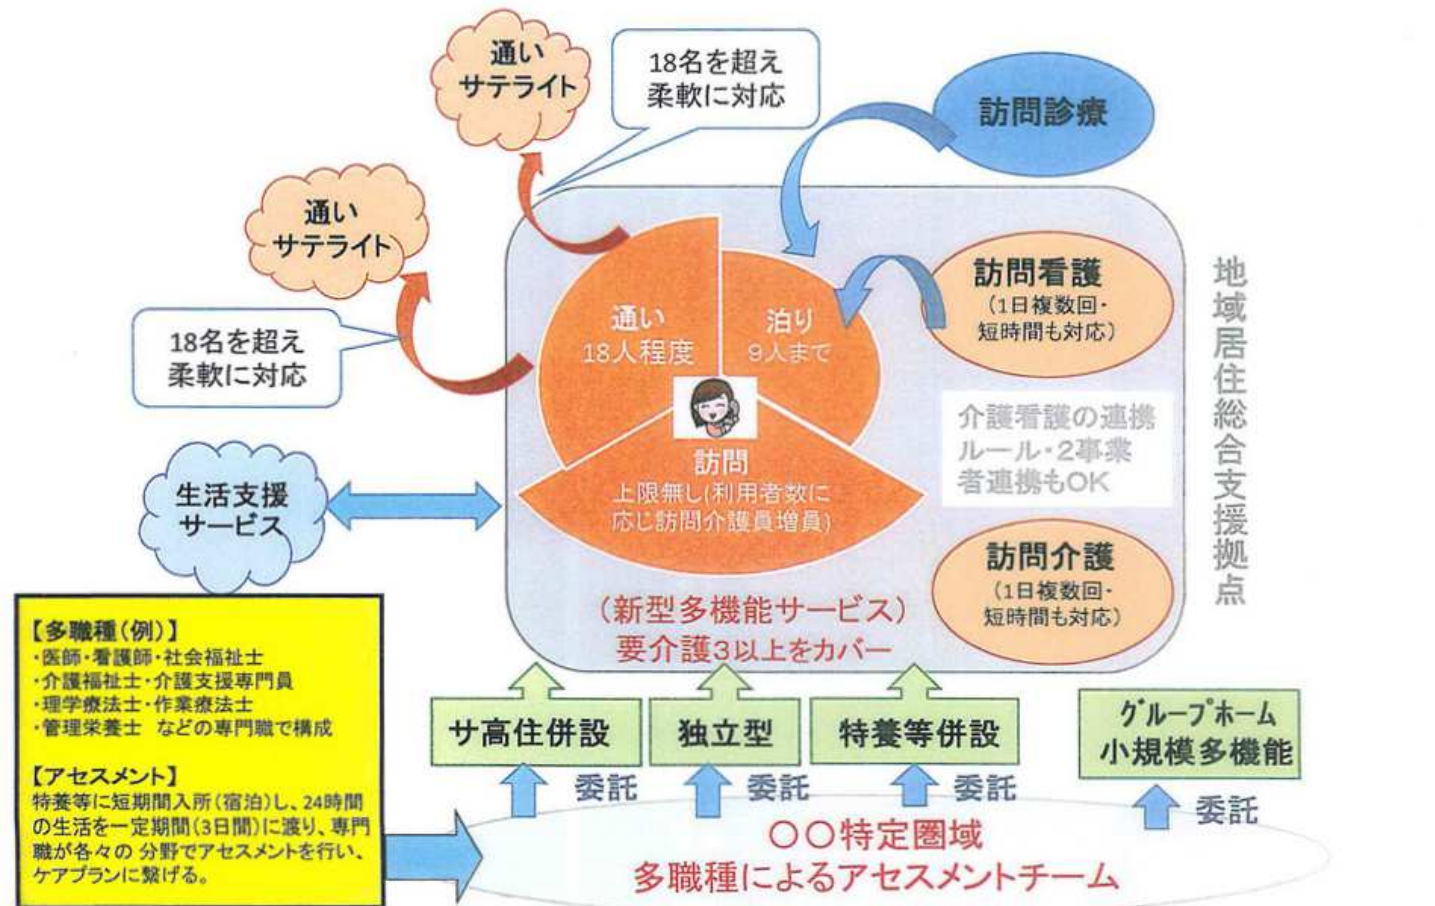 通い
サテライト
18名を超え
柔軟に対応
訪問診療
通い
サテライト
18名を超え
柔軟に対応
通い
18人程度
泊り
9人まで
訪問
上限無し(利用者数に
応じ訪問介護員増員)
訪問看護
(1日複数回・
短時間も対応)
介護看護の連携
ルール・2事業
者連携もOK
訪問介護
(1日複数回・
短時間も対応)
地域居住総合支援拠点
生活支援
サービス
(新型多機能サービス)
要介護3以上をカバー
【多職種(例)】
・医師・看護師・社会福祉士
・介護福祉士・介護支援専門員
・理学療法士・作業療法士
・管理栄養士 などの専門職で構成
【アセスメント】
特養等に短期間入所(宿泊)し、24時間
の生活を一定期間(3日間)に渡り、専門
職が各々の 分野でアセスメントを行い、
ケアプランに繋げる。
サ高住併設
独立型
特養等併設
グループホーム
小規模多機能
委託
委託
委託
委託
〇〇特定圏域
多職種によるアセスメントチーム